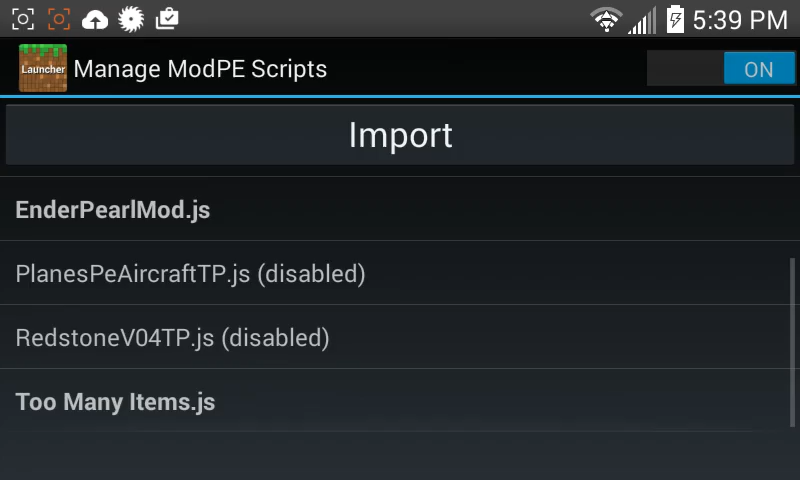 5:39 PM
Launcher
Manage ModPE Scripts
ON
Import
EnderPearlMod.js
PlanesPeAircraftTP.js (disabled)
RedstoneV04TP.js (disabled)
Too Many Items.js